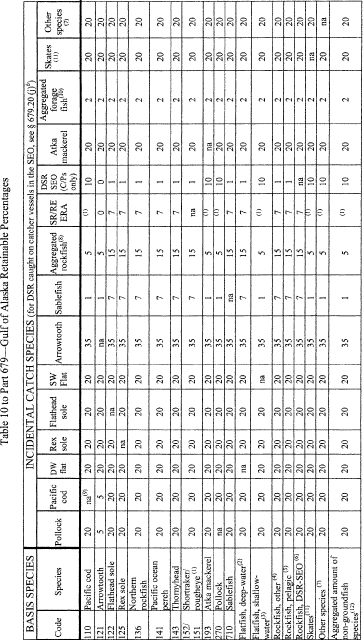 Table 10 to Part 679—Gulf of Alaska Retainable Percentages
BASIS SPECIES INCIDENTAL CATCH SPECIES (for DSR caught on catcher vessels in the SEO, see § 679.20 (j)⁶
Code Species Pollock Pacific cod DW flat Rex sole Flathead sole SW Flat Arrowtooth Sablefish Aggregated rockfish(8) SR/RE ERA DSR SEO (C/Ps only) Atka mackerel Aggregated forage fish(10) Skates (11) Other species (7)
110 Pacific cod 20 na(9) 20 20 20 20 35 1 5 (1) 10 20 2 20 20
121 Arrowtooth 5 5 20 20 20 20 na 1 5 0 0 20 2 20 20
122 Flathead sole 20 20 20 20 na 20 35 7 15 7 1 20 2 20 20
125 Rex sole 20 20 20 na 20 20 35 7 15 7 1 20 2 20 20
136 Northern rockfish 20 20 20 20 20 20 35 7 15 7 1 20 2 20 20
141 Pacific ocean perch 20 20 20 20 20 20 35 7 15 7 1 20 2 20 20
143 Thornyhead 20 20 20 20 20 20 35 7 15 7 1 20 2 20 20
152/ 151 Shortraker/ rougheye (1) 20 20 20 20 20 20 35 7 15 na 1 20 2 20 20
193 Atka mackerel 20 20 20 20 20 20 35 1 5 (1) 10 na 2 20 20
270 Pollock na 20 20 20 20 20 35 1 5 (1) 10 20 2 20 20
710 Sablefish 20 20 20 20 20 20 35 na 15 7 1 20 2 20 20
Flatfish, deep-water(2) 20 20 na 20 20 20 35 7 15 7 1 20 2 20 20
Flatfish, shallow-water(3) 20 20 20 20 20 na 35 1 5 (1) 10 20 2 20 20
Rockfish, other (4) 20 20 20 20 20 20 35 7 15 7 1 20 2 20 20
Rockfish, pelagic (5) 20 20 20 20 20 20 35 7 15 7 1 20 2 20 20
Rockfish, DSR-SEO (6) 20 20 20 20 20 20 35 7 15 7 na 20 2 20 20
Skates(11) 20 20 20 20 20 20 35 1 5 (1) 10 20 2 na 20
Other species (7) 20 20 20 20 20 20 35 1 5 (1) 10 20 2 20 na
Aggregated amount of non-groundfish species(12) 20 20 20 20 20 20 35 1 5 (1) 10 20 2 20 20